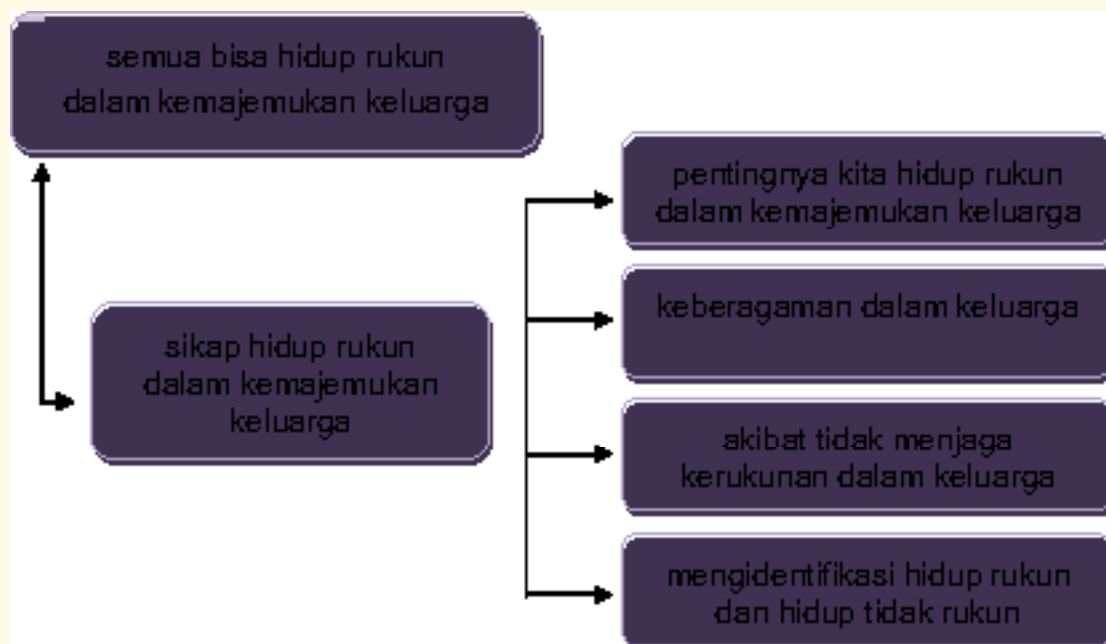 semua bisa hidup rukun
dalam kemajemukan keluarga
pentingnya kita hidup rukun
dalam kemajemukan keluarga
keberagaman dalam keluarga
sikap hidup rukun
dalam kemajemukan
keluarga
akibat tidak menjaga
kerukunan dalam keluarga
mengidentifikasi hidup rukun
dan hidup tidak rukun